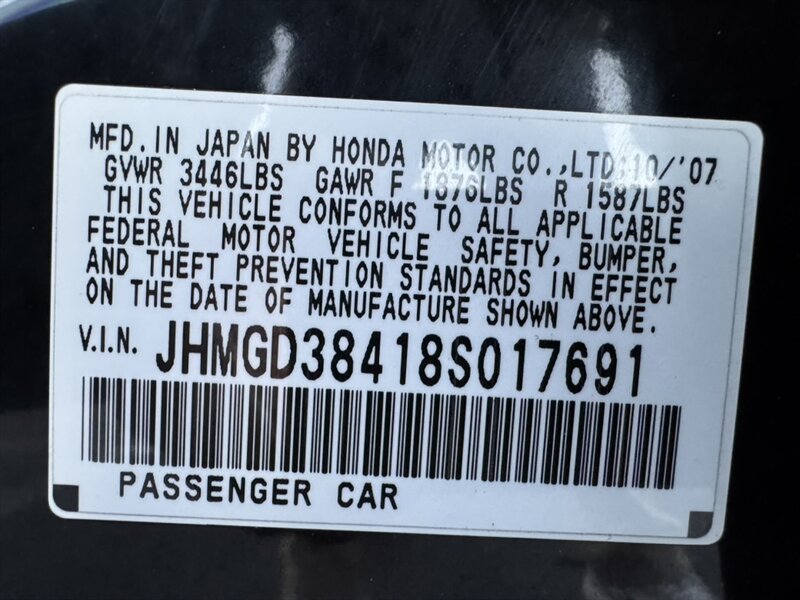 MFD.IN JAPAN BY HONDA MOTOR CO.,LTD:10/'07
GVWR 3446LBS GAWR F 1876LBS R 1587LBS
THIS VEHICLE CONFORMS TO ALL APPLICABLE
FEDERAL MOTOR VEHICLE SAFETY, BUMPER,
AND THEFT PREVENTION STANDARDS IN EFFECT
ON THE DATE OF MANUFACTURE SHOWN ABOVE.
V.I.N. JHMGD38418S017691
PASSENGER CAR